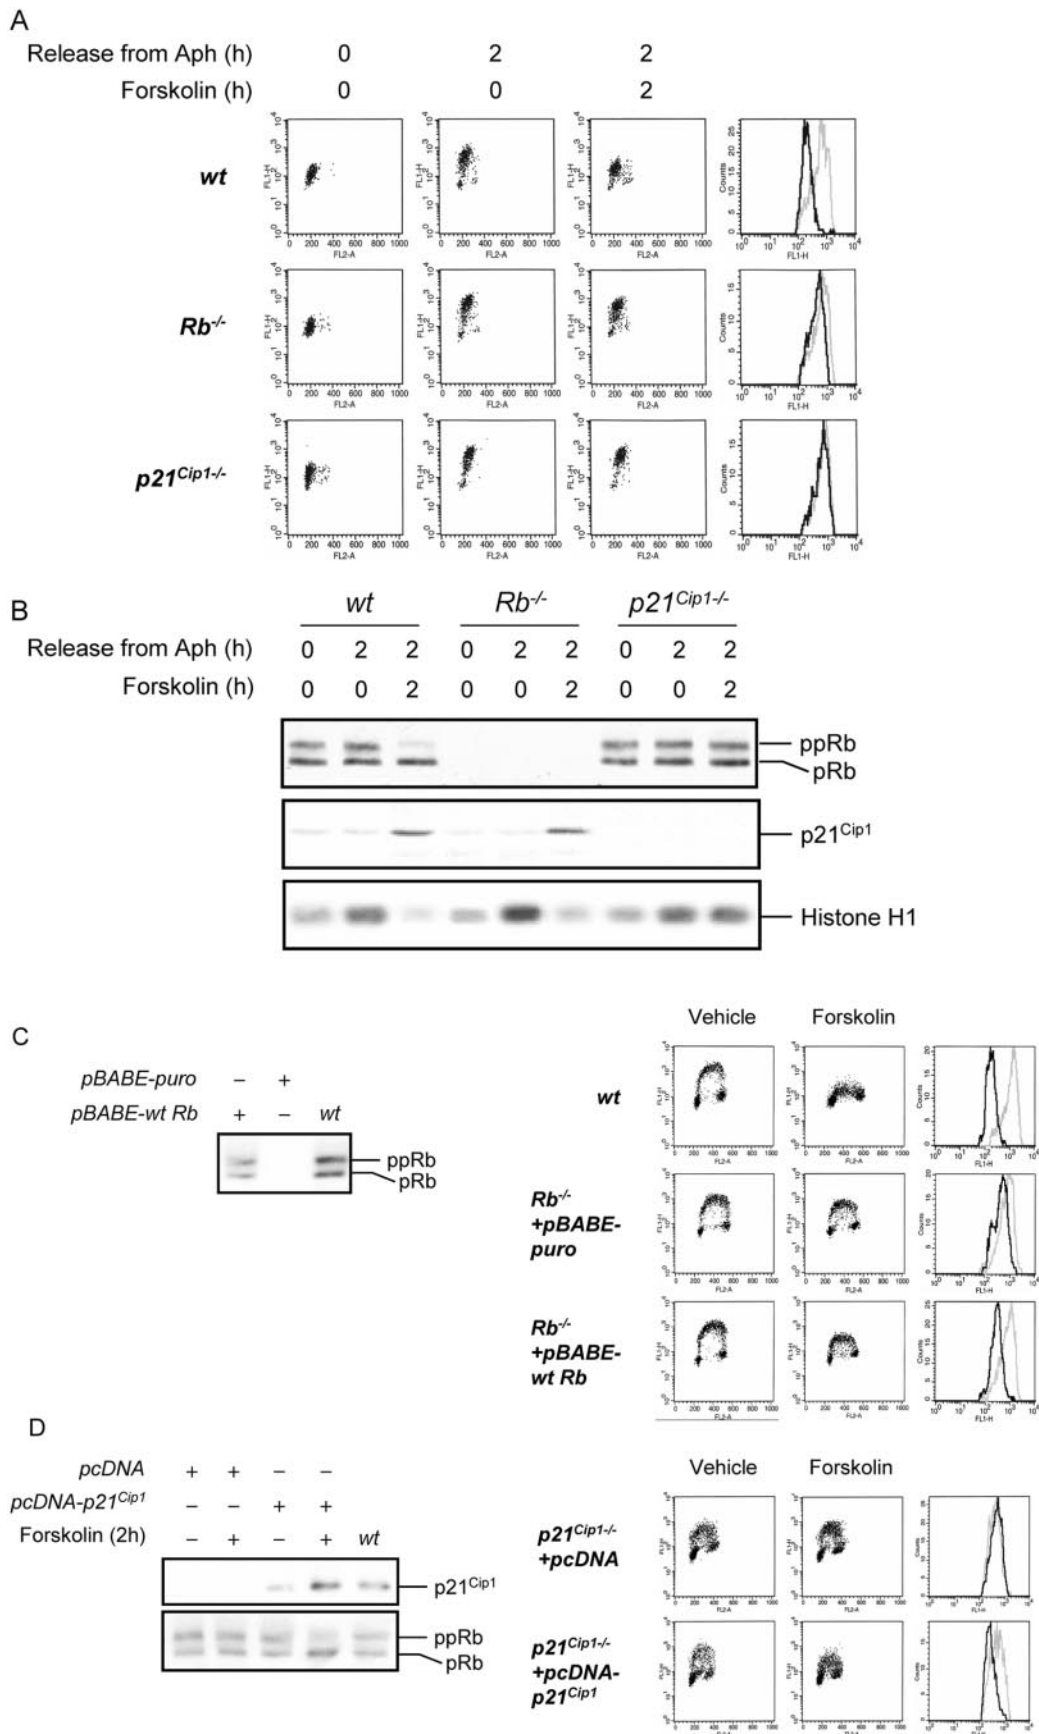 A
Release from Aph (h) 0 2 2
Forskolin (h) 0 0 2
wt
Rb-/-
p21Cip1-/-
FL1-H
FL2-A
Counts
FL1-H
B
wt Rb-/- p21Cip1-/-
Release from Aph (h) 0 2 2 0 2 2 0 2 2
Forskolin (h) 0 0 2 0 0 2 0 0 2
ppRb
pRb
p21Cip1
Histone H1
C
pBABE-puro – +
pBABE-wt Rb + – wt
ppRb
pRb
Vehicle Forskolin
wt
Rb-/-
+pBABE-
puro
Rb-/-
+pBABE-
wt Rb
D
pcDNA + + – –
pcDNA-p21Cip1 – – + +
Forskolin (2h) – + – + wt
p21Cip1
ppRb
pRb
Vehicle Forskolin
p21Cip1-/-
+pcDNA
p21Cip1-/-
+pcDNA-
p21Cip1